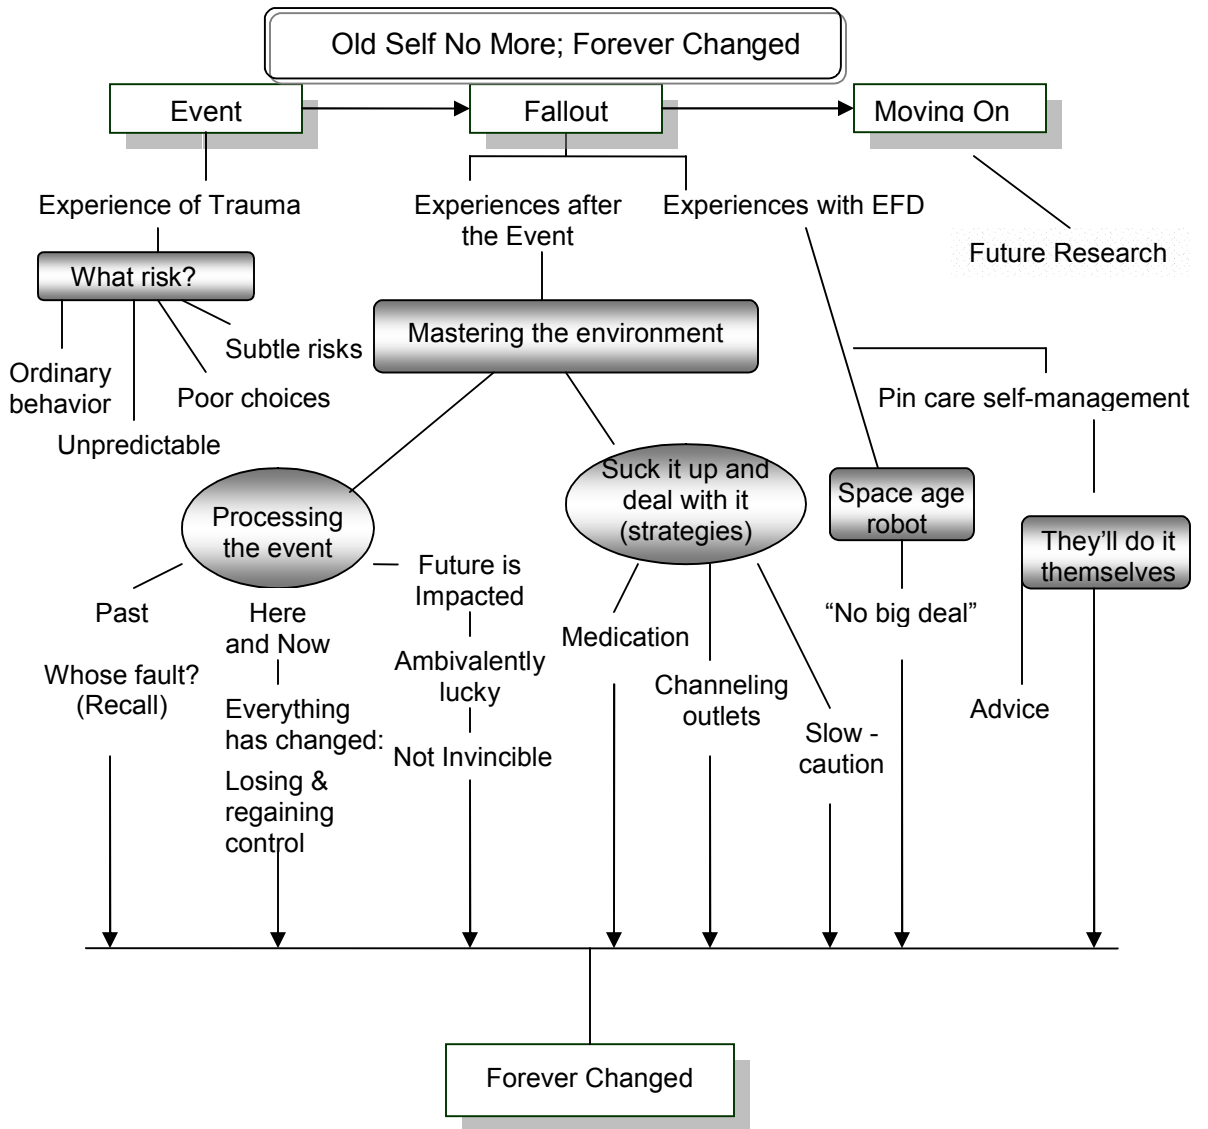 Old Self No More; Forever Changed
Event
Fallout
Moving On
Experience of Trauma
Experiences after
the Event
Experiences with EFD
Future Research
What risk?
Mastering the environment
Subtle risks
Ordinary
behavior
Poor choices
Unpredictable
Pin care self-management
Processing
the event
Suck it up and
deal with it
(strategies)
Space age
robot
They'll do it
themselves
Past
Whose fault?
(Recall)
Here
and Now
Everything
has changed:
Losing &
regaining
control
Future is
Impacted
Ambivalently
lucky
Not Invincible
Medication
Channeling
outlets
Slow -
caution
“No big deal”
Advice
Forever Changed